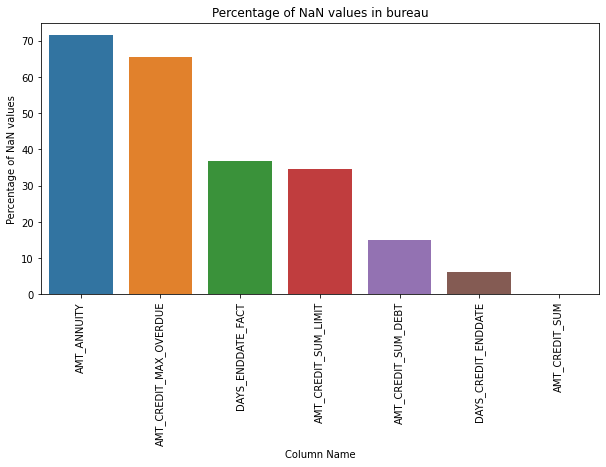 Percentage of NaN values in bureau
Percentage of NaN values
70
60
50
40
30
20
10
0
AMT_ANNUITY
AMT_CREDIT_MAX_OVERDUE
DAYS_ENDDATE_FACT
AMT_CREDIT_SUM_LIMIT
AMT_CREDIT_SUM_DEBT
DAYS_CREDIT_ENDDATE
AMT_CREDIT_SUM
Column Name